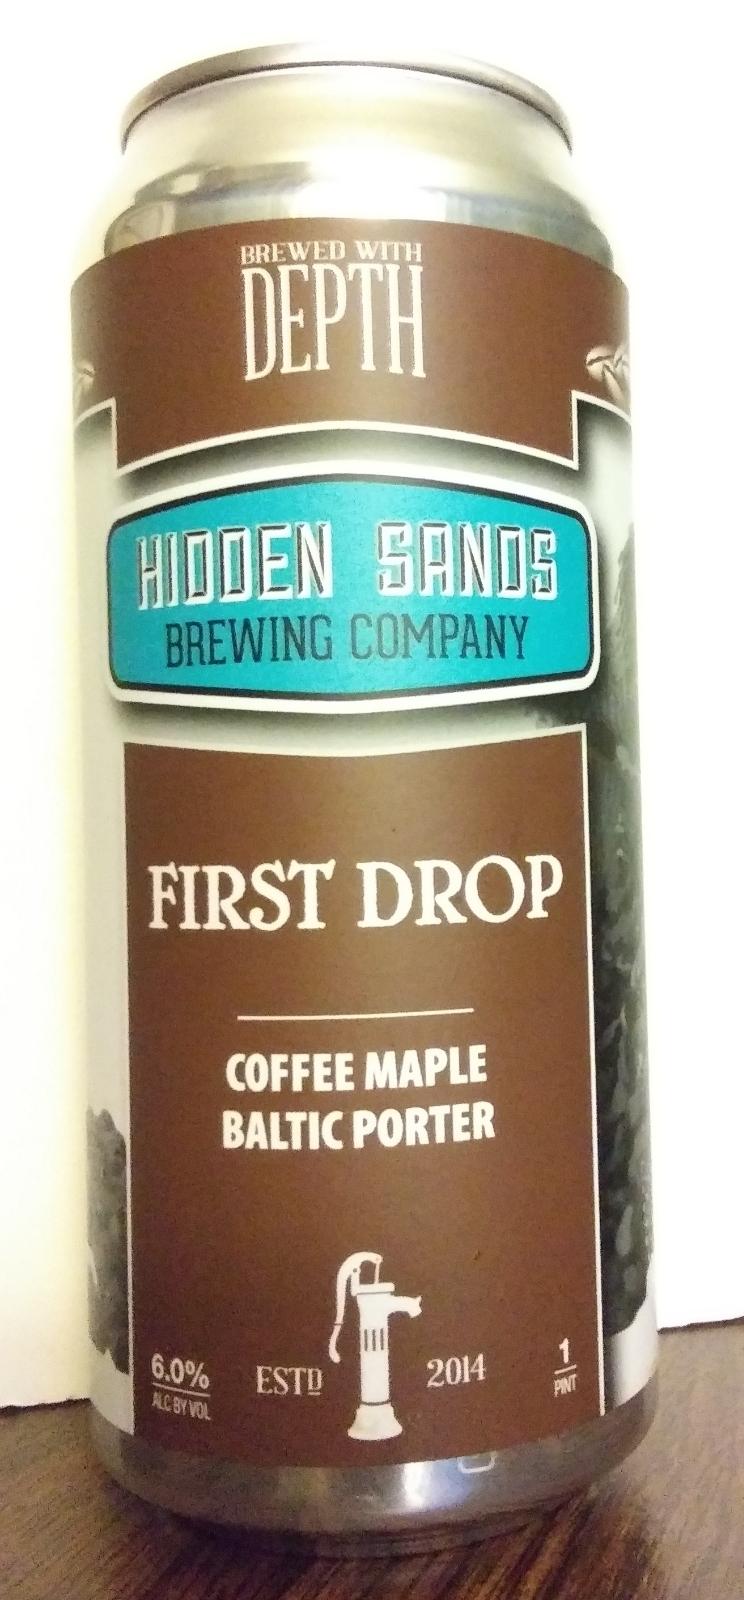 BREWED WITH
DEPTH
HIDDEN SANDS
BREWING COMPANY
FIRST DROP
COFFEE MAPLE
BALTIC PORTER
6.0%
ALC BY VOL
ESTD 2014
1
PINT